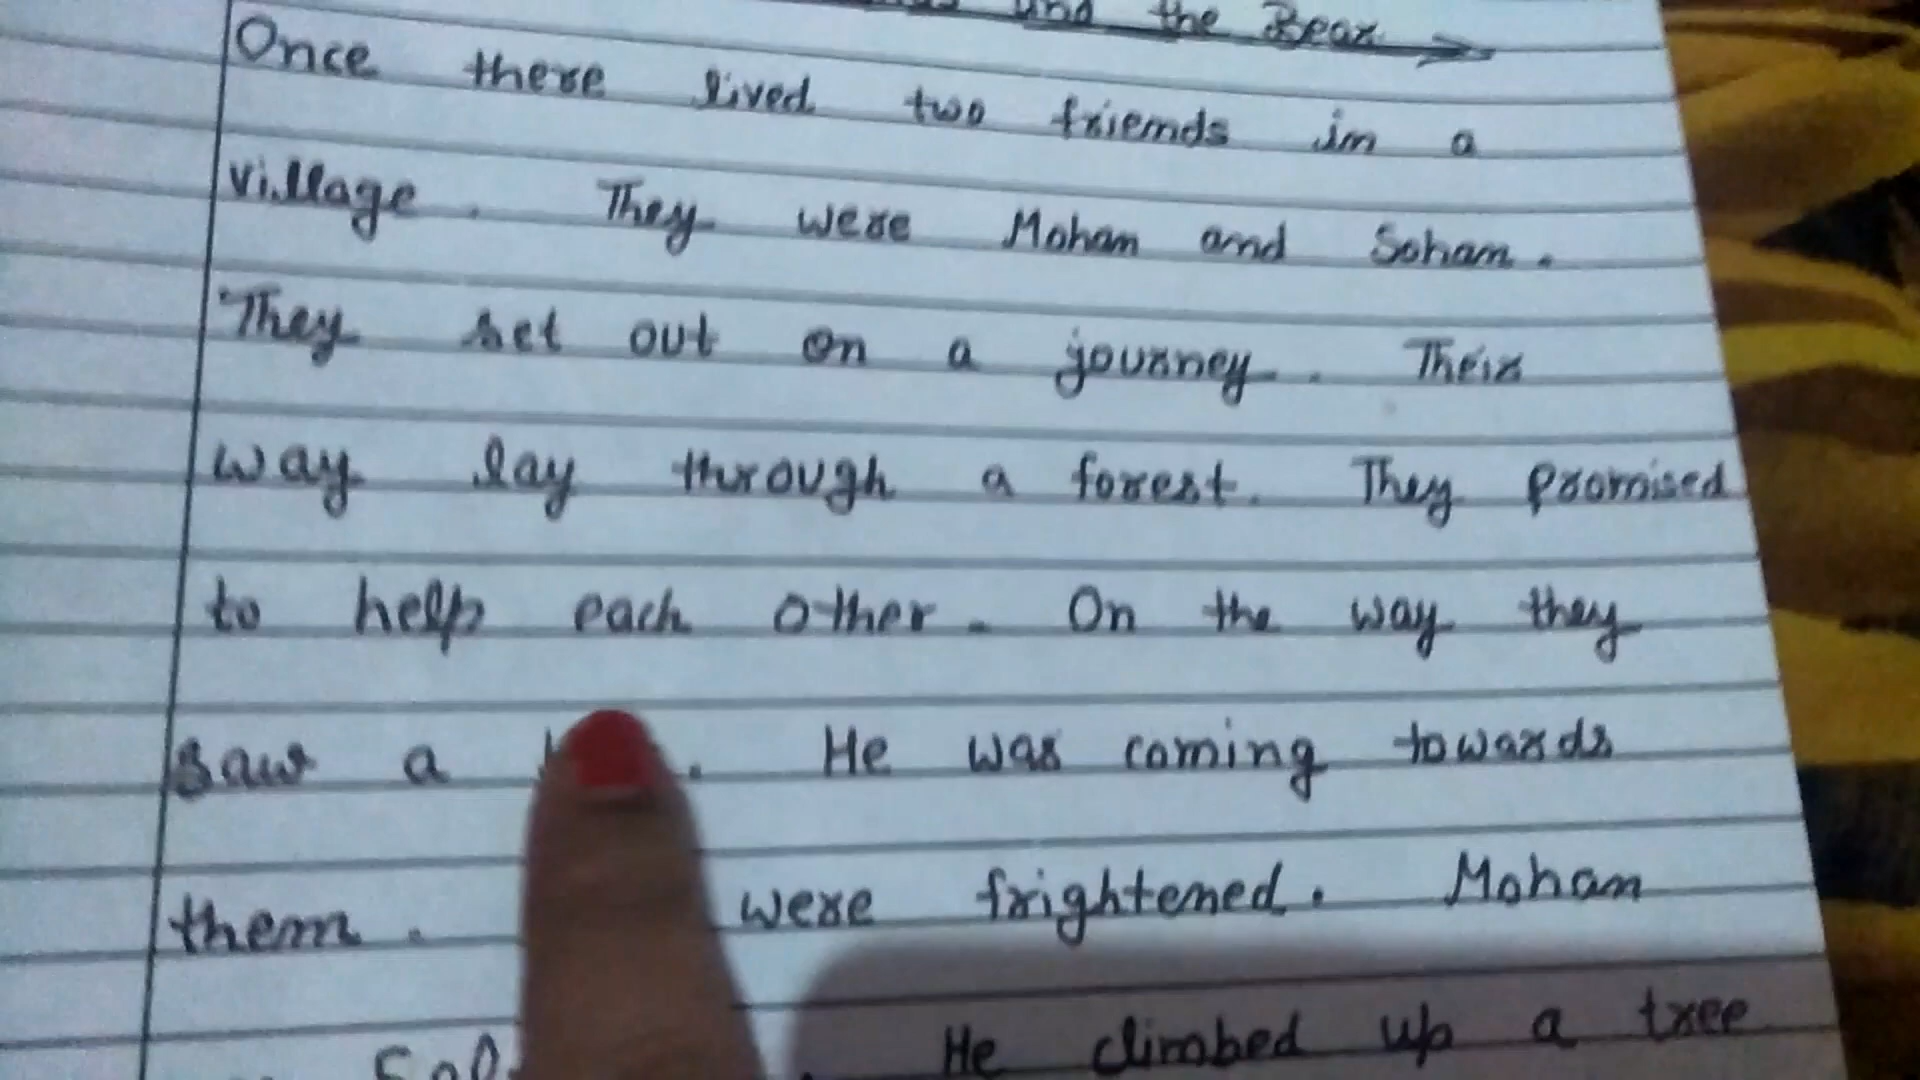 and the Bear
Once there lived two friends in a
village. They were Mohan and Sohan.
They set out on a journey. Their
way lay through a forest. They promised
to help each other. On the way they
saw a . He was coming towards
them. were frightened. Mohan
He climbed up a tree